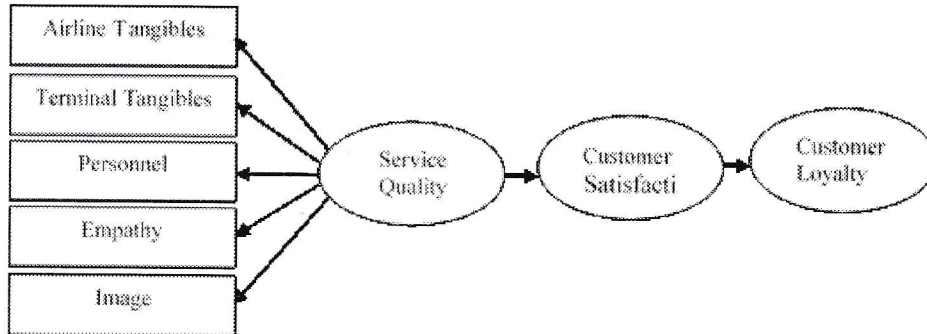 Airline Tangibles
Terminal Tangibles
Personnel
Empathy
Image
Service
Quality
Customer
Satisfacti
Customer
Loyalty